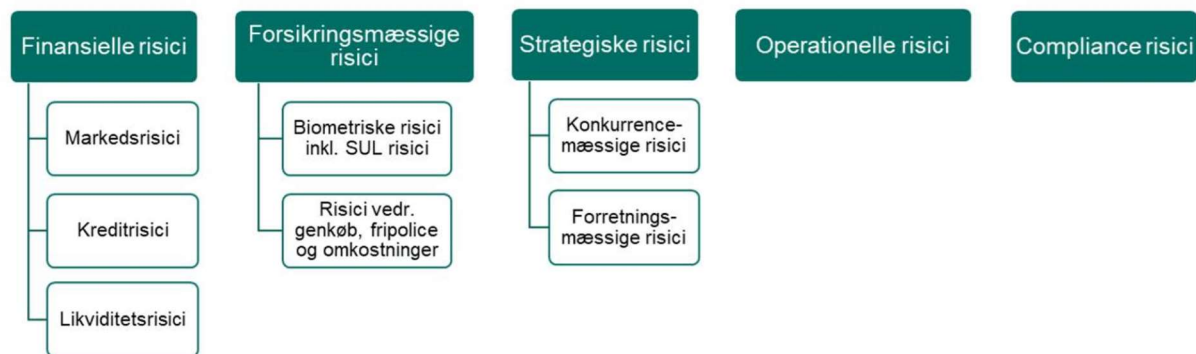 Finansielle risici
Markedsrisici
Kreditrisici
Likviditetsrisici
Forsikringsmæssige
risici
Biometriske risici
inkl. SUL risici
Risici vedr.
genkøb, fripolice
og omkostninger
Strategiske risici
Konkurrence-
mæssige risici
Forretnings-
mæssige risici
Operationelle risici
Compliance risici